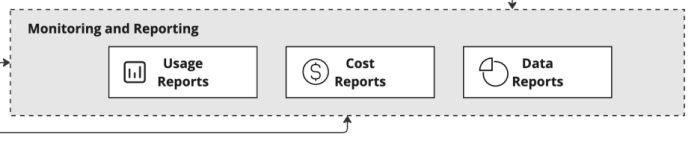 Monitoring and Reporting
Usage
Reports
Cost
Reports
Data
Reports